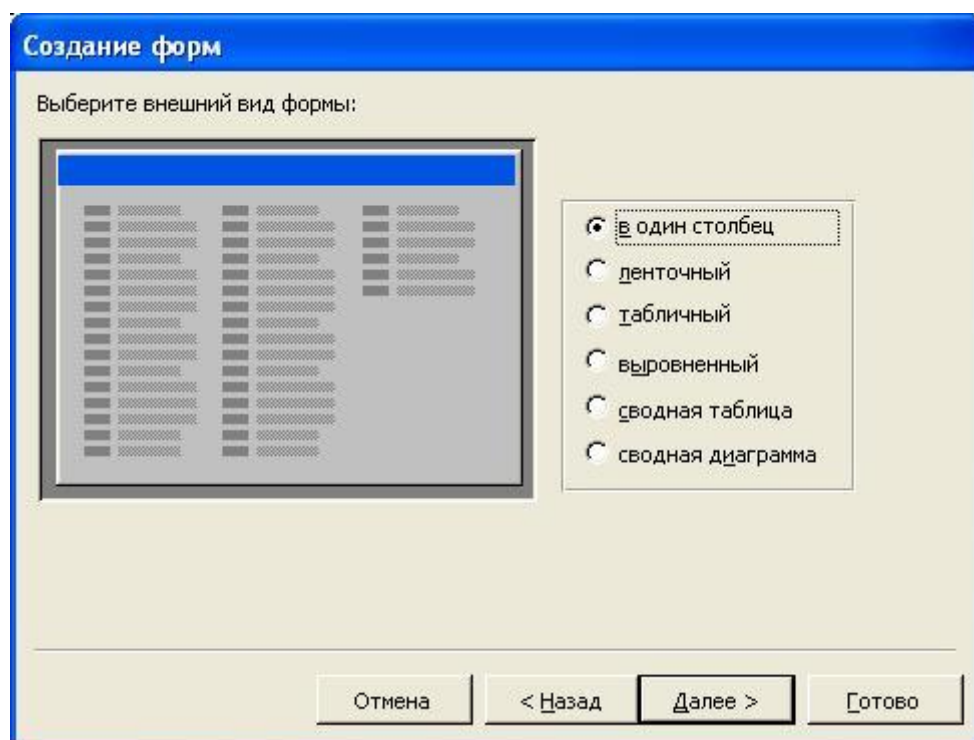 Создание форм
Выберите внешний вид формы:
в один столбец
ленточный
табличный
выровненный
сводная таблица
сводная диаграмма
Отмена
< Назад
Далее >
Готово